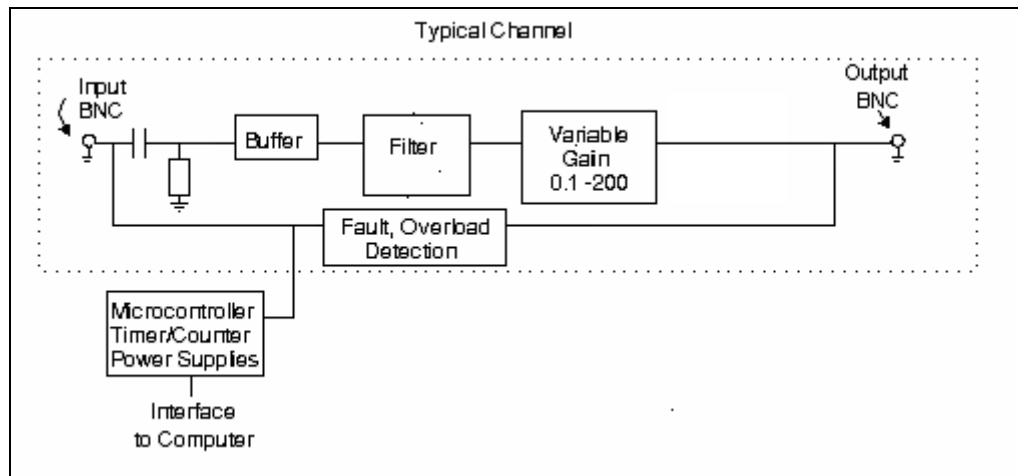 Typical Channel
Input
BNC
Output
BNC
Buffer
Filter
Variable
Gain
0.1 -200
Fault, Overload
Detection
Microcontroller
Timer/Counter
Power Supplies
Interface
to Computer